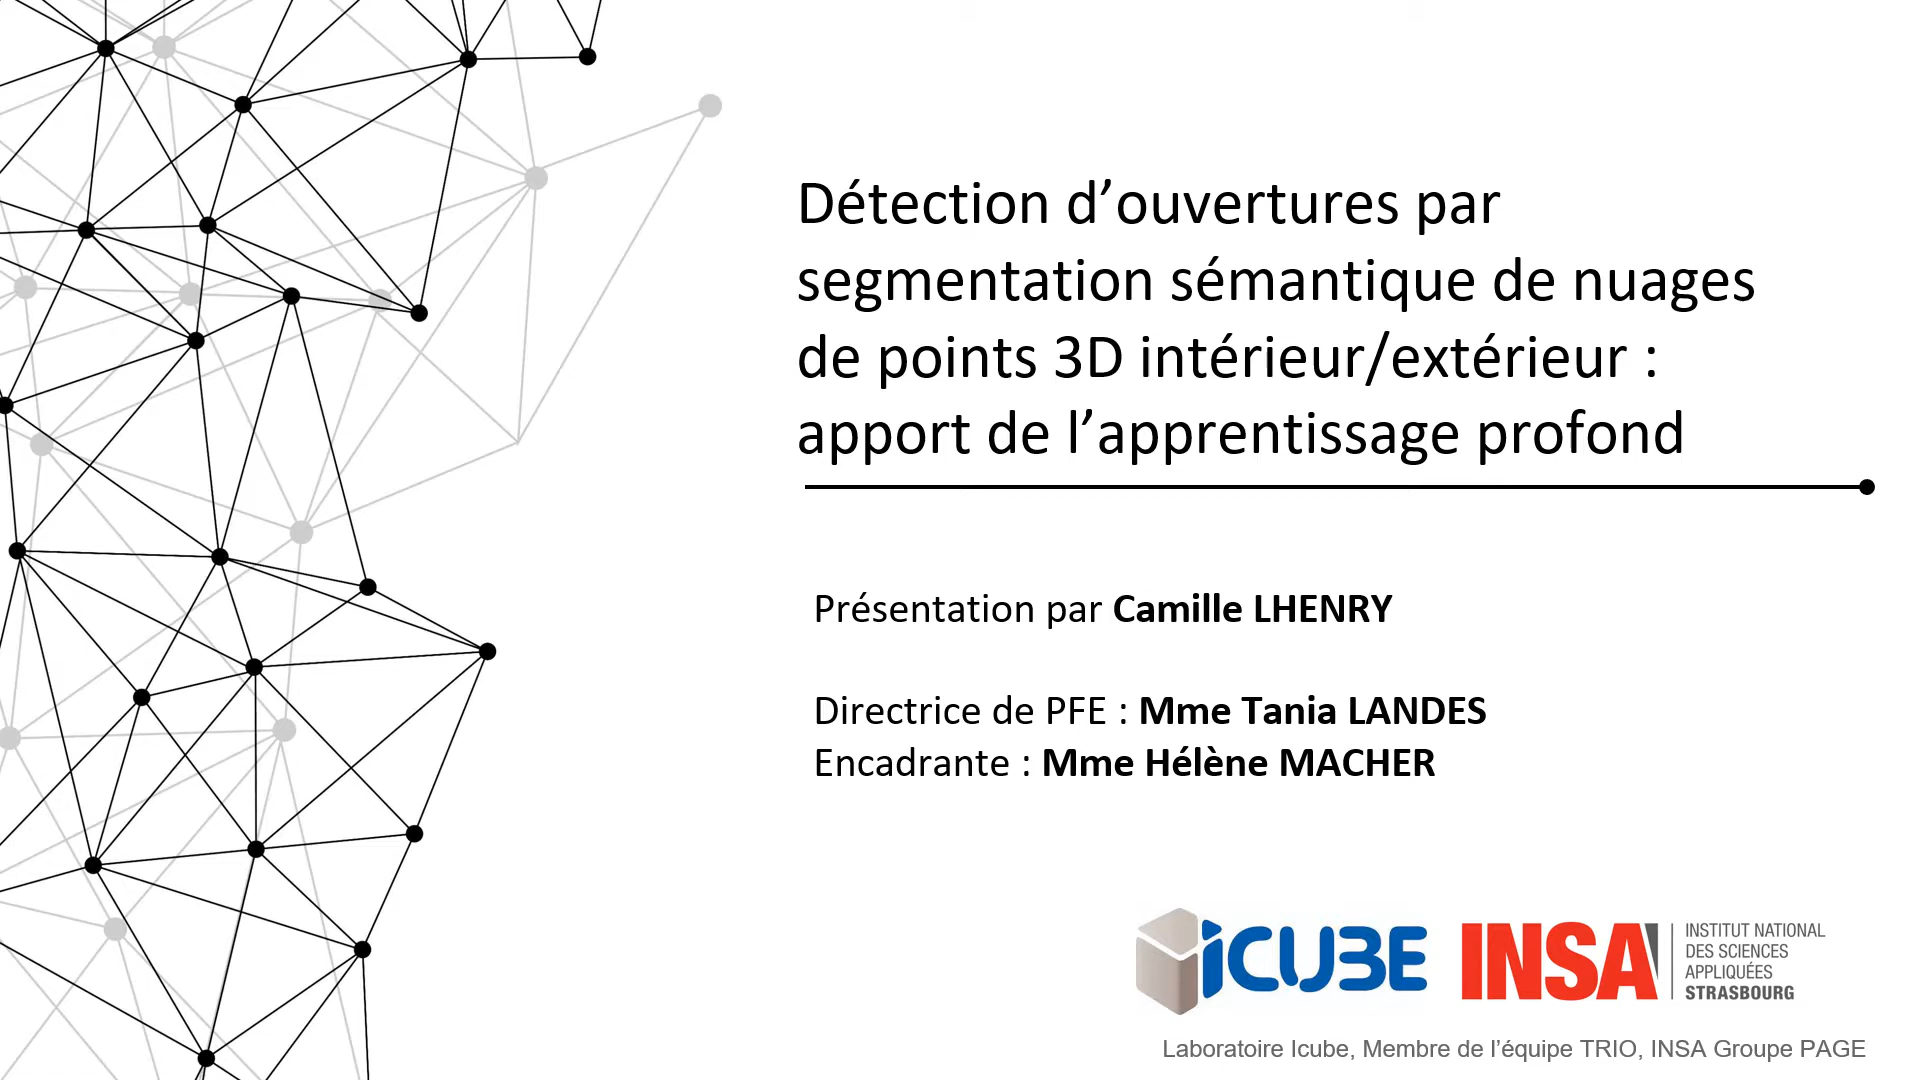 Détection d’ouvertures par
segmentation sémantique de nuages
de points 3D intérieur/extérieur :
apport de l’apprentissage profond
Présentation par Camille LHENRY
Directrice de PFE : Mme Tania LANDES
Encadrante : Mme Hélène MACHER
iCUBE
INSA
INSTITUT NATIONAL
DES SCIENCES
APPLIQUÉES
STRASBOURG
Laboratoire Icube, Membre de l’équipe TRIO, INSA Groupe PAGE